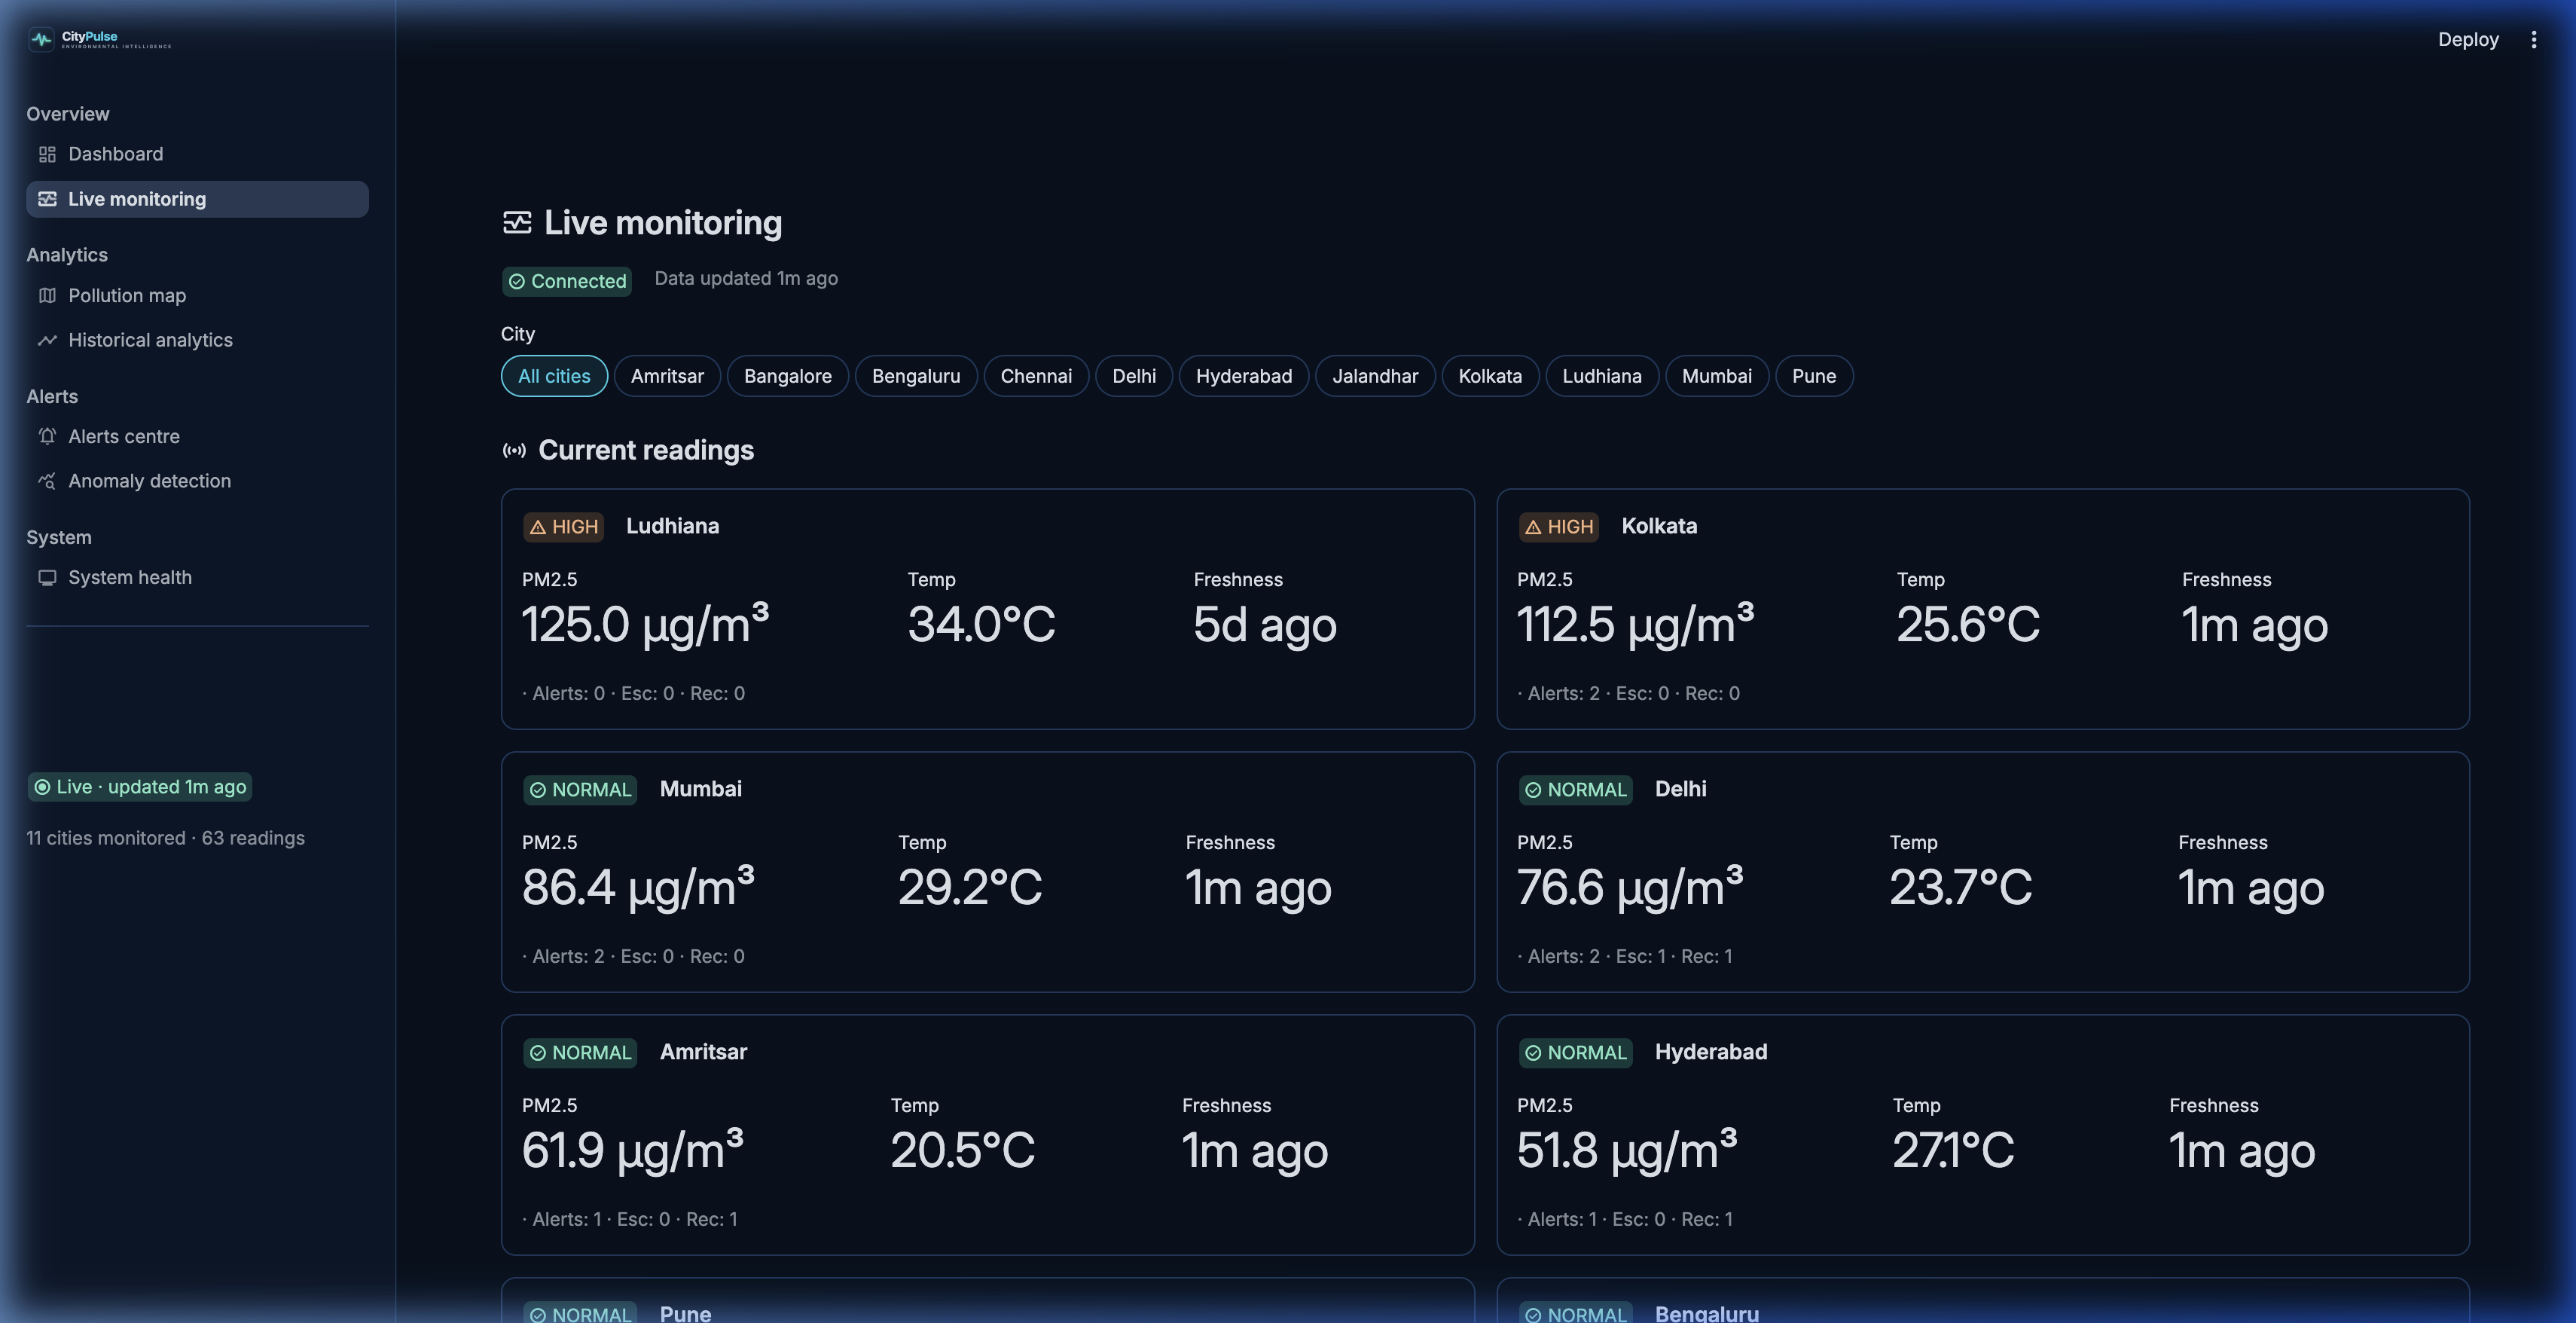 CityPulse
ENVIRONMENTAL INTELLIGENCE
Deploy
Overview
Dashboard
Live monitoring
Analytics
Pollution map
Historical analytics
Alerts
Alerts centre
Anomaly detection
System
System health
Live · updated 1m ago
11 cities monitored · 63 readings
Live monitoring
Connected Data updated 1m ago
City
All cities Amritsar Bangalore Bengaluru Chennai Delhi Hyderabad Jalandhar Kolkata Ludhiana Mumbai Pune
Current readings
HIGH Ludhiana
PM2.5 Temp Freshness
125.0 µg/m³ 34.0°C 5d ago
· Alerts: 0 · Esc: 0 · Rec: 0
HIGH Kolkata
PM2.5 Temp Freshness
112.5 µg/m³ 25.6°C 1m ago
· Alerts: 2 · Esc: 0 · Rec: 0
NORMAL Mumbai
PM2.5 Temp Freshness
86.4 µg/m³ 29.2°C 1m ago
· Alerts: 2 · Esc: 0 · Rec: 0
NORMAL Delhi
PM2.5 Temp Freshness
76.6 µg/m³ 23.7°C 1m ago
· Alerts: 2 · Esc: 1 · Rec: 1
NORMAL Amritsar
PM2.5 Temp Freshness
61.9 µg/m³ 20.5°C 1m ago
· Alerts: 1 · Esc: 0 · Rec: 1
NORMAL Hyderabad
PM2.5 Temp Freshness
51.8 µg/m³ 27.1°C 1m ago
· Alerts: 1 · Esc: 0 · Rec: 1
NORMAL Pune
NORMAL Bengaluru